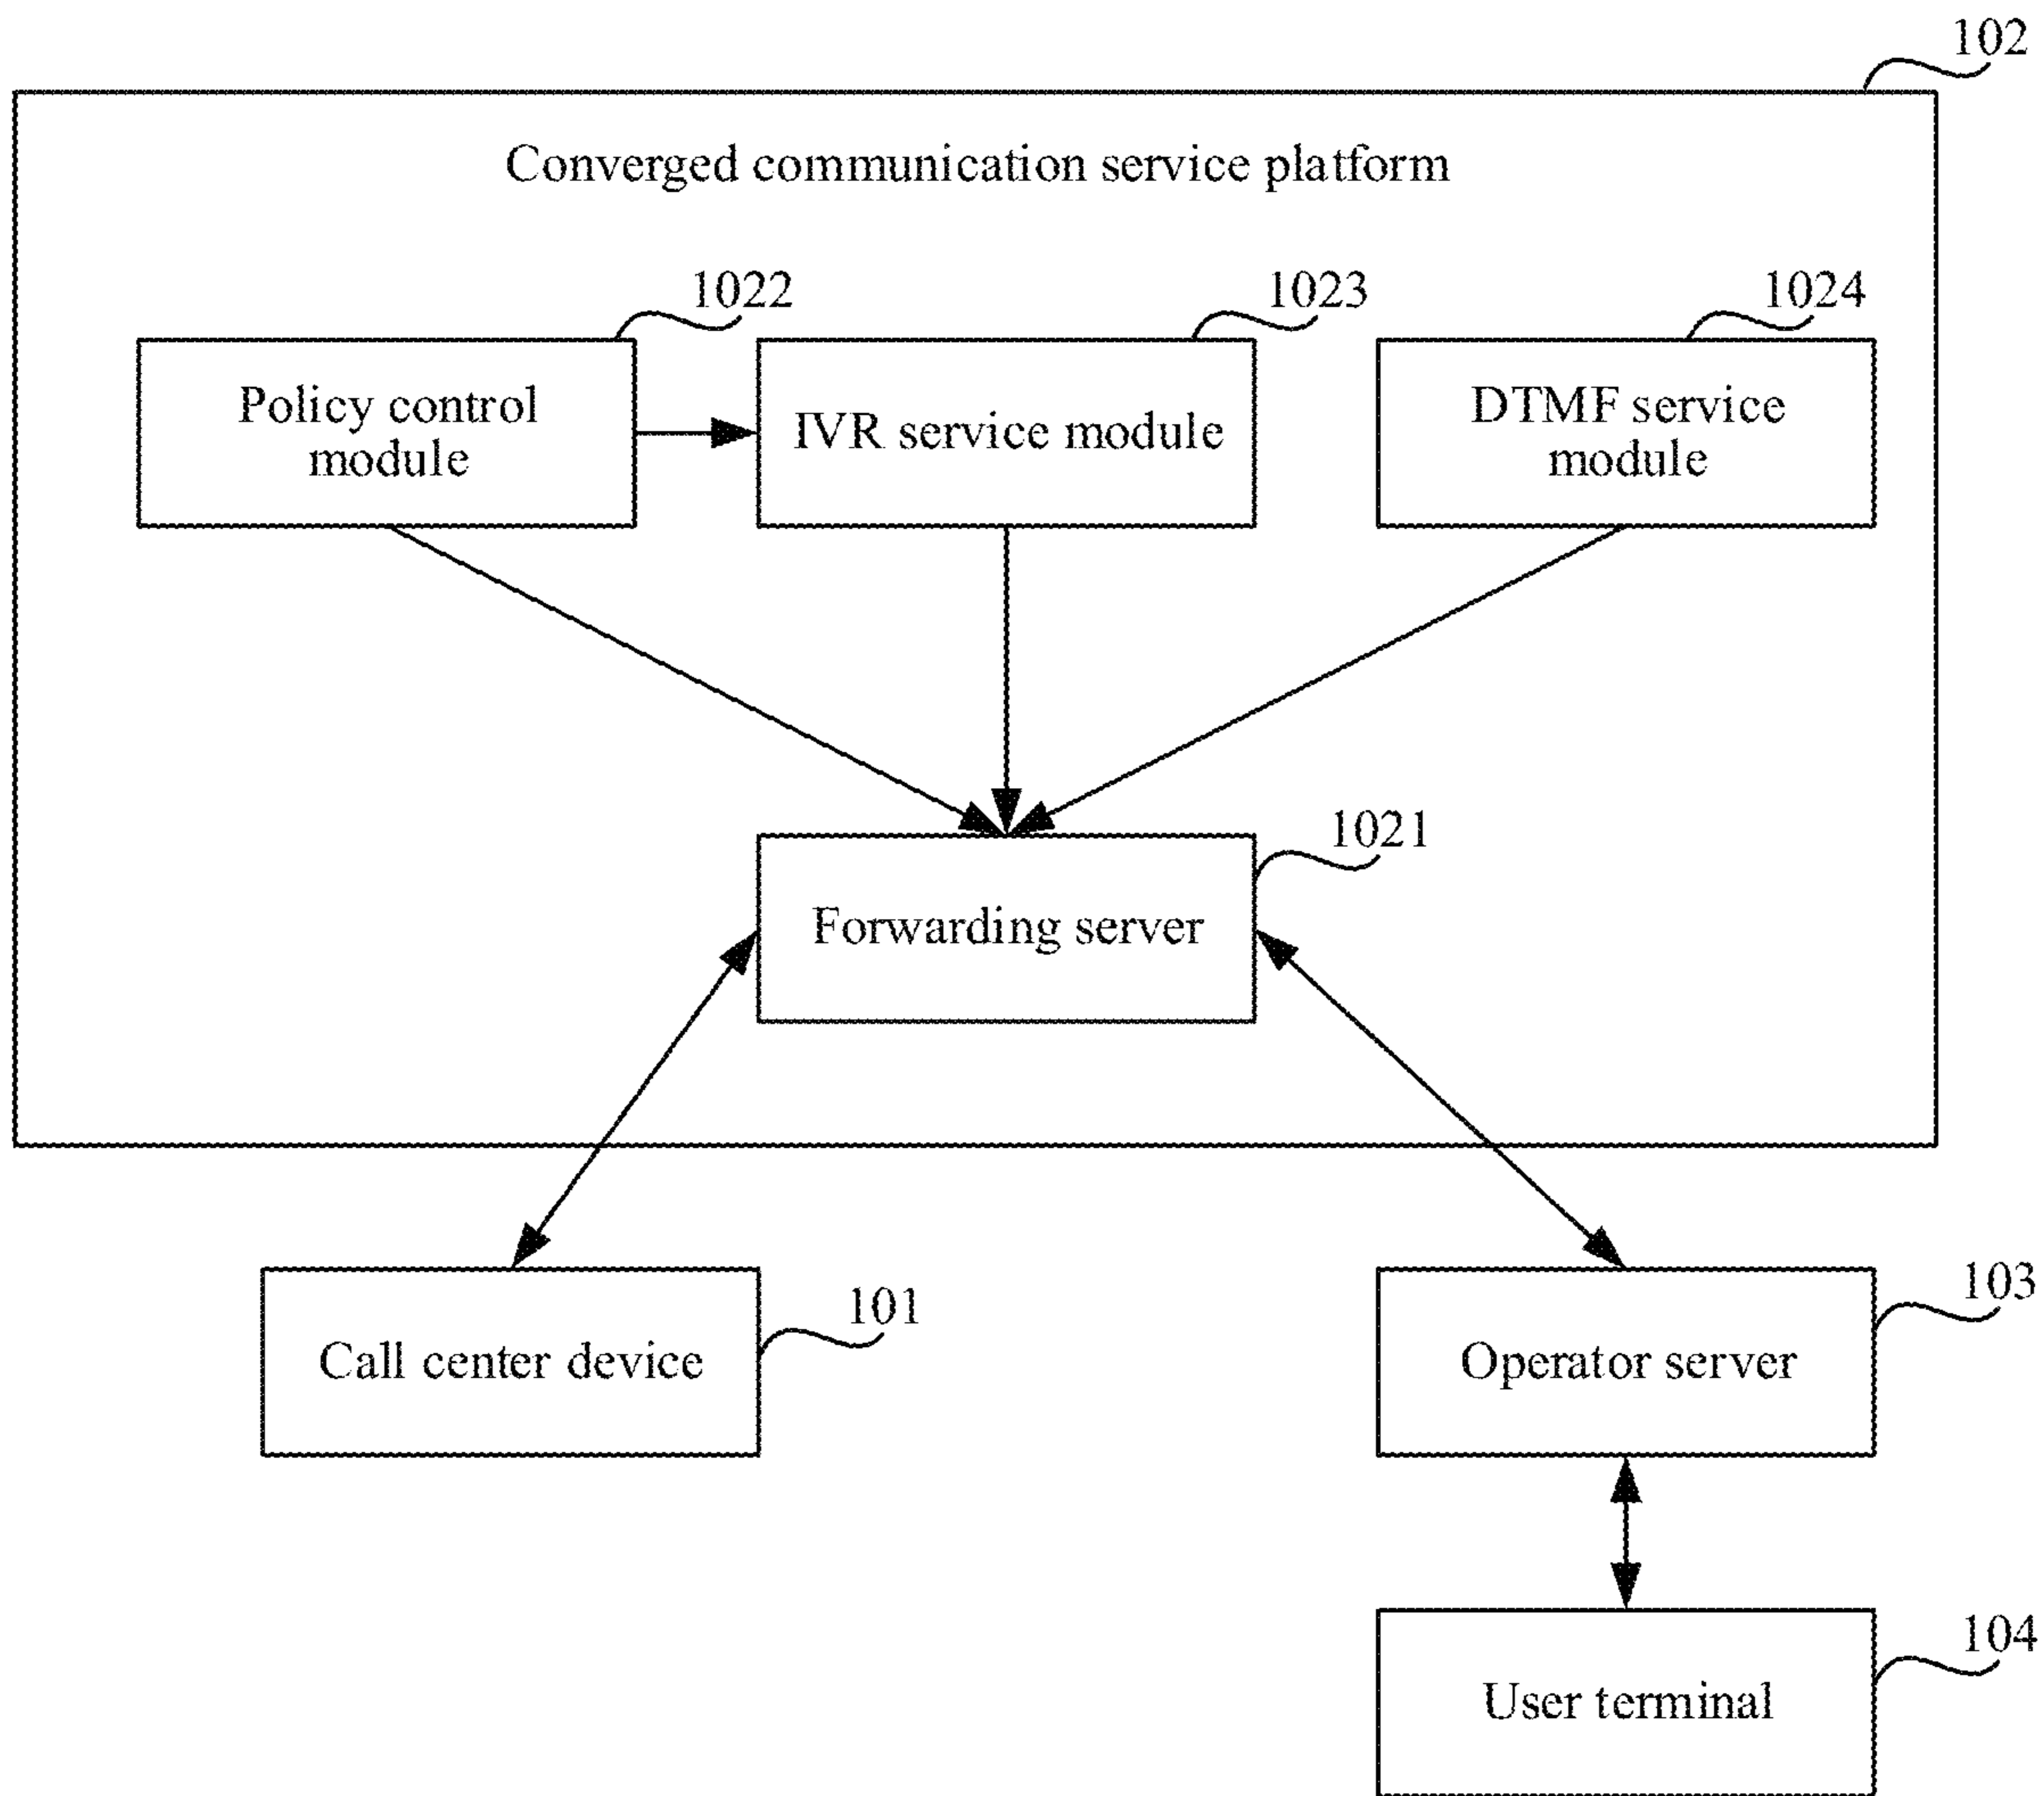 102
Converged communication service platform
1022
1023
1024
Policy control
module
IVR service module
DTMF service
module
1021
Forwarding server
101
Call center device
103
Operator server
104
User terminal